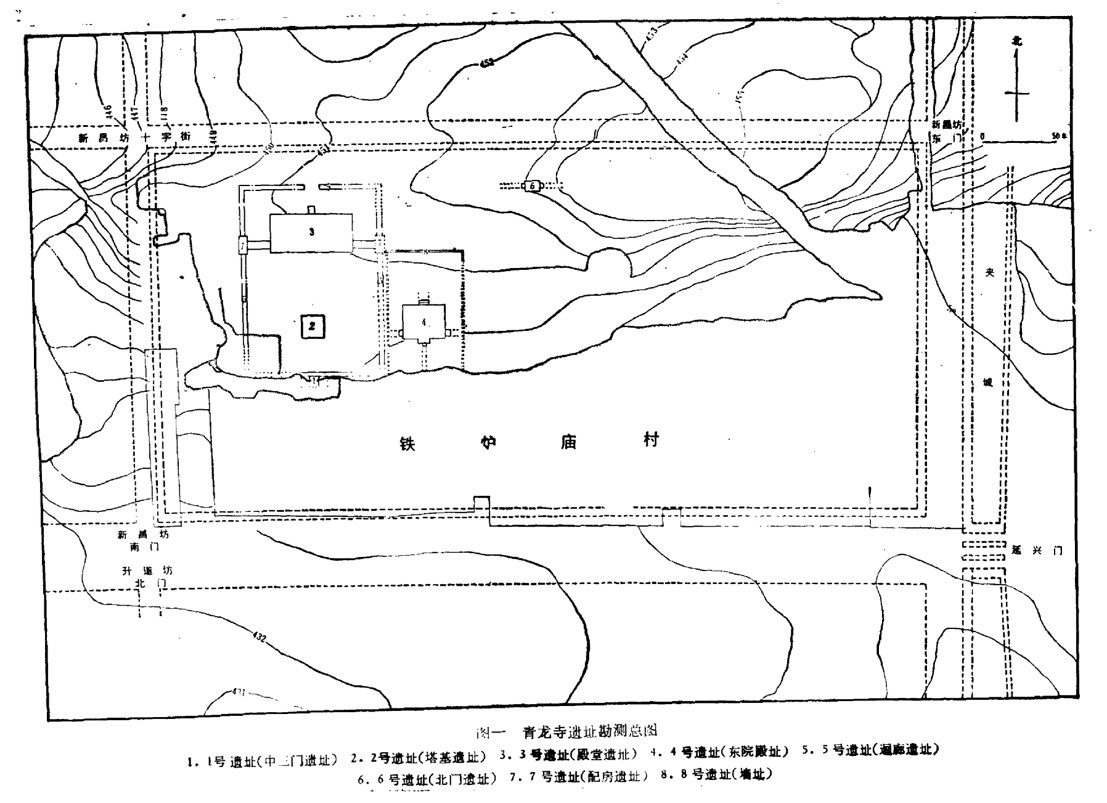 北
453
454
452
455
446
447
448
449
450
451
新昌坊十字街
新昌坊
东门
0 50
6
3
2
4
夹
城
铁炉庙村
新昌坊
南门
延兴门
升道坊
北门
432
431
图一 青龙寺遗址勘测总图
1．1号遗址(中三门遗址) 2．2号遗址(塔基遗址) 3．3号遗址(殿堂遗址) 4．4号遗址(东院殿址) 5．5号遗址(迴廊遗址)
6．6号遗址(北门遗址) 7．7号遗址(配房遗址) 8．8号遗址(墙址)